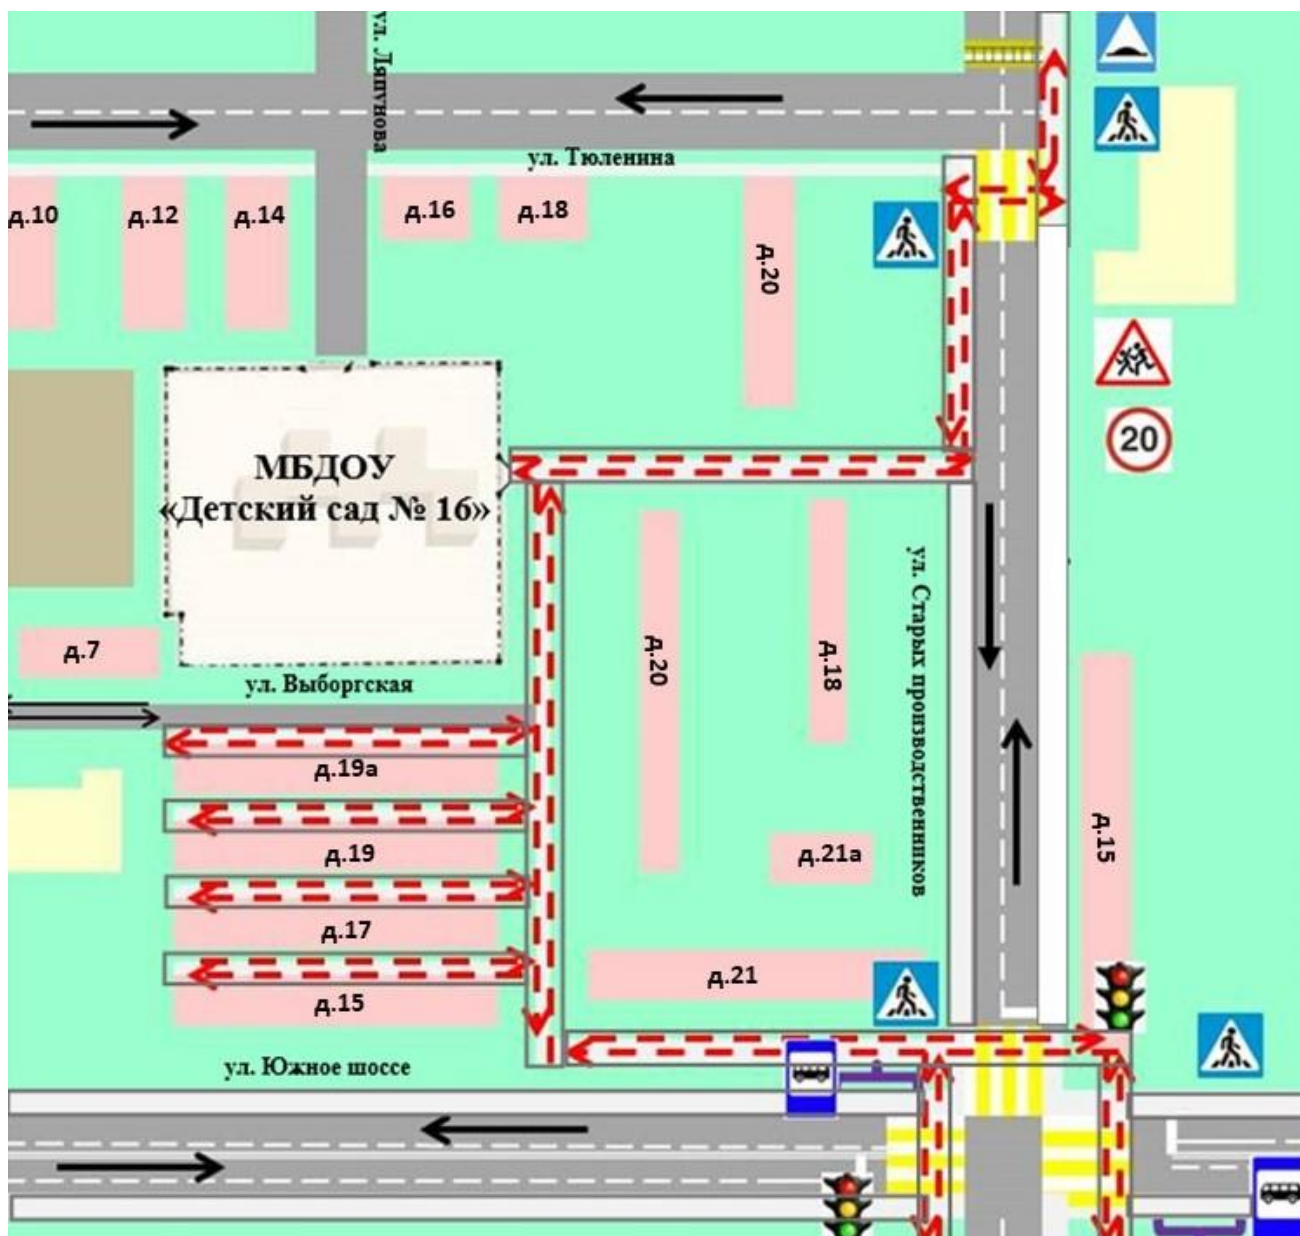 ул. Ляпунова
ул. Тюленина
д.10
д.12
д.14
д.16
д.18
д.20
20
МБДОУ
«Детский сад № 16»
ул. Старых производственников
д.20
д.18
д.7
ул. Выборгская
д.19а
д.19
д.21а
д.15
д.17
д.21
д.15
ул. Южное шоссе